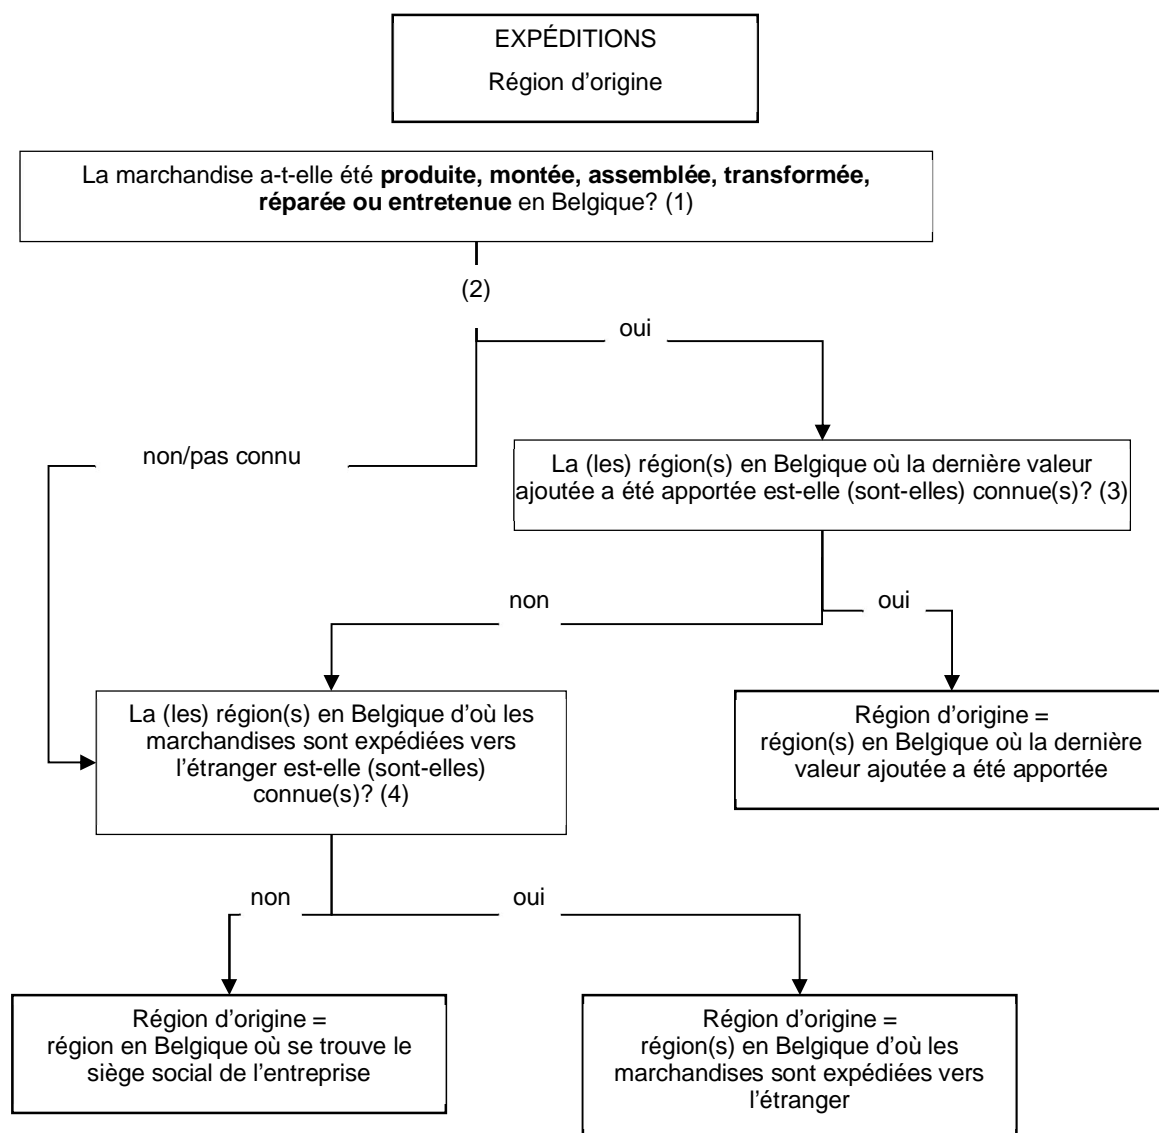 EXPÉDITIONS
Région d'origine
La marchandise a-t-elle été produite, montée, assemblée, transformée,
réparée ou entretenue en Belgique? (1)
(2)
oui
non/pas connu
La (les) région(s) en Belgique où la dernière valeur
ajoutée a été apportée est-elle (sont-elles) connue(s)? (3)
non
oui
La (les) région(s) en Belgique d'où les
marchandises sont expédiées vers
l'étranger est-elle (sont-elles)
connue(s)? (4)
Région d'origine =
région(s) en Belgique où la dernière
valeur ajoutée a été apportée
non
oui
Région d'origine =
région en Belgique où se trouve le
siège social de l'entreprise
Région d'origine =
région(s) en Belgique d'où les
marchandises sont expédiées vers
l'étranger